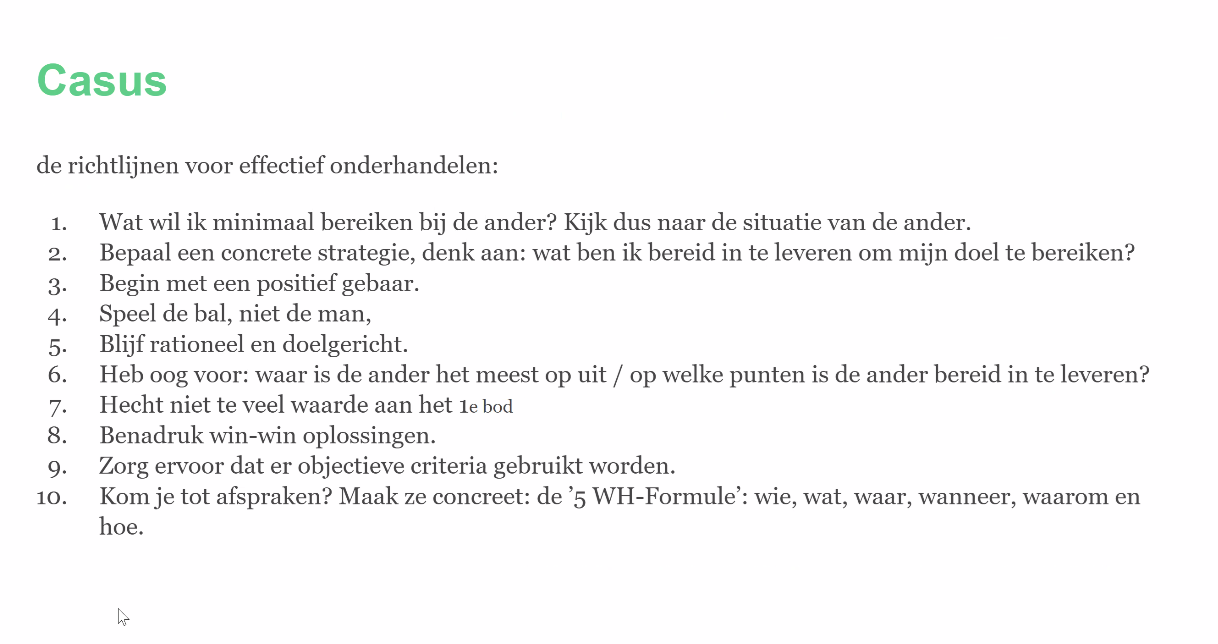 Casus
de richtlijnen voor effectief onderhandelen:
1. Wat wil ik minimaal bereiken bij de ander? Kijk dus naar de situatie van de ander.
2. Bepaal een concrete strategie, denk aan: wat ben ik bereid in te leveren om mijn doel te bereiken?
3. Begin met een positief gebaar.
4. Speel de bal, niet de man,
5. Blijf rationeel en doelgericht.
6. Heb oog voor: waar is de ander het meest op uit / op welke punten is de ander bereid in te leveren?
7. Hecht niet te veel waarde aan het 1e bod
8. Benadruk win-win oplossingen.
9. Zorg ervoor dat er objectieve criteria gebruikt worden.
10. Kom je tot afspraken? Maak ze concreet: de ’5 WH-Formule’: wie, wat, waar, wanneer, waarom en
hoe.